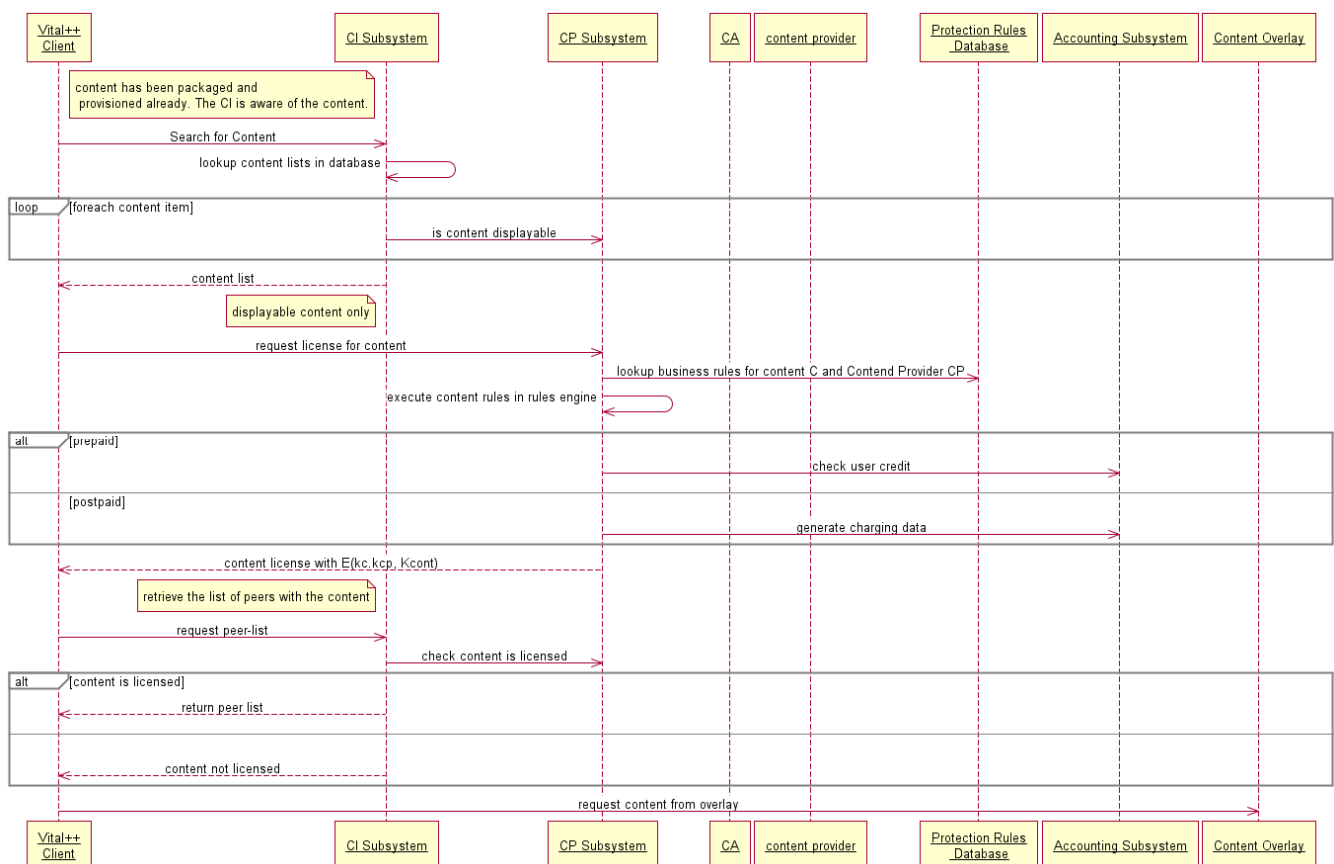 Vital++
Client
CI Subsystem
CP Subsystem
CA
content provider
Protection Rules
Database
Accounting Subsystem
Content Overlay
content has been packaged and
provisioned already. The CI is aware of the content.
Search for Content
lookup content lists in database
loop
[foreach content item]
is content displayable
content list
displayable content only
request license for content
lookup business rules for content C and Contend Provider CP
execute content rules in rules engine
alt
[prepaid]
check user credit
[postpaid]
generate charging data
content license with E(kc.kcp, Kcont)
retrieve the list of peers with the content
request peer-list
check content is licensed
alt
[content is licensed]
return peer list
content not licensed
request content from overlay
Vital++
Client
CI Subsystem
CP Subsystem
CA
content provider
Protection Rules
Database
Accounting Subsystem
Content Overlay